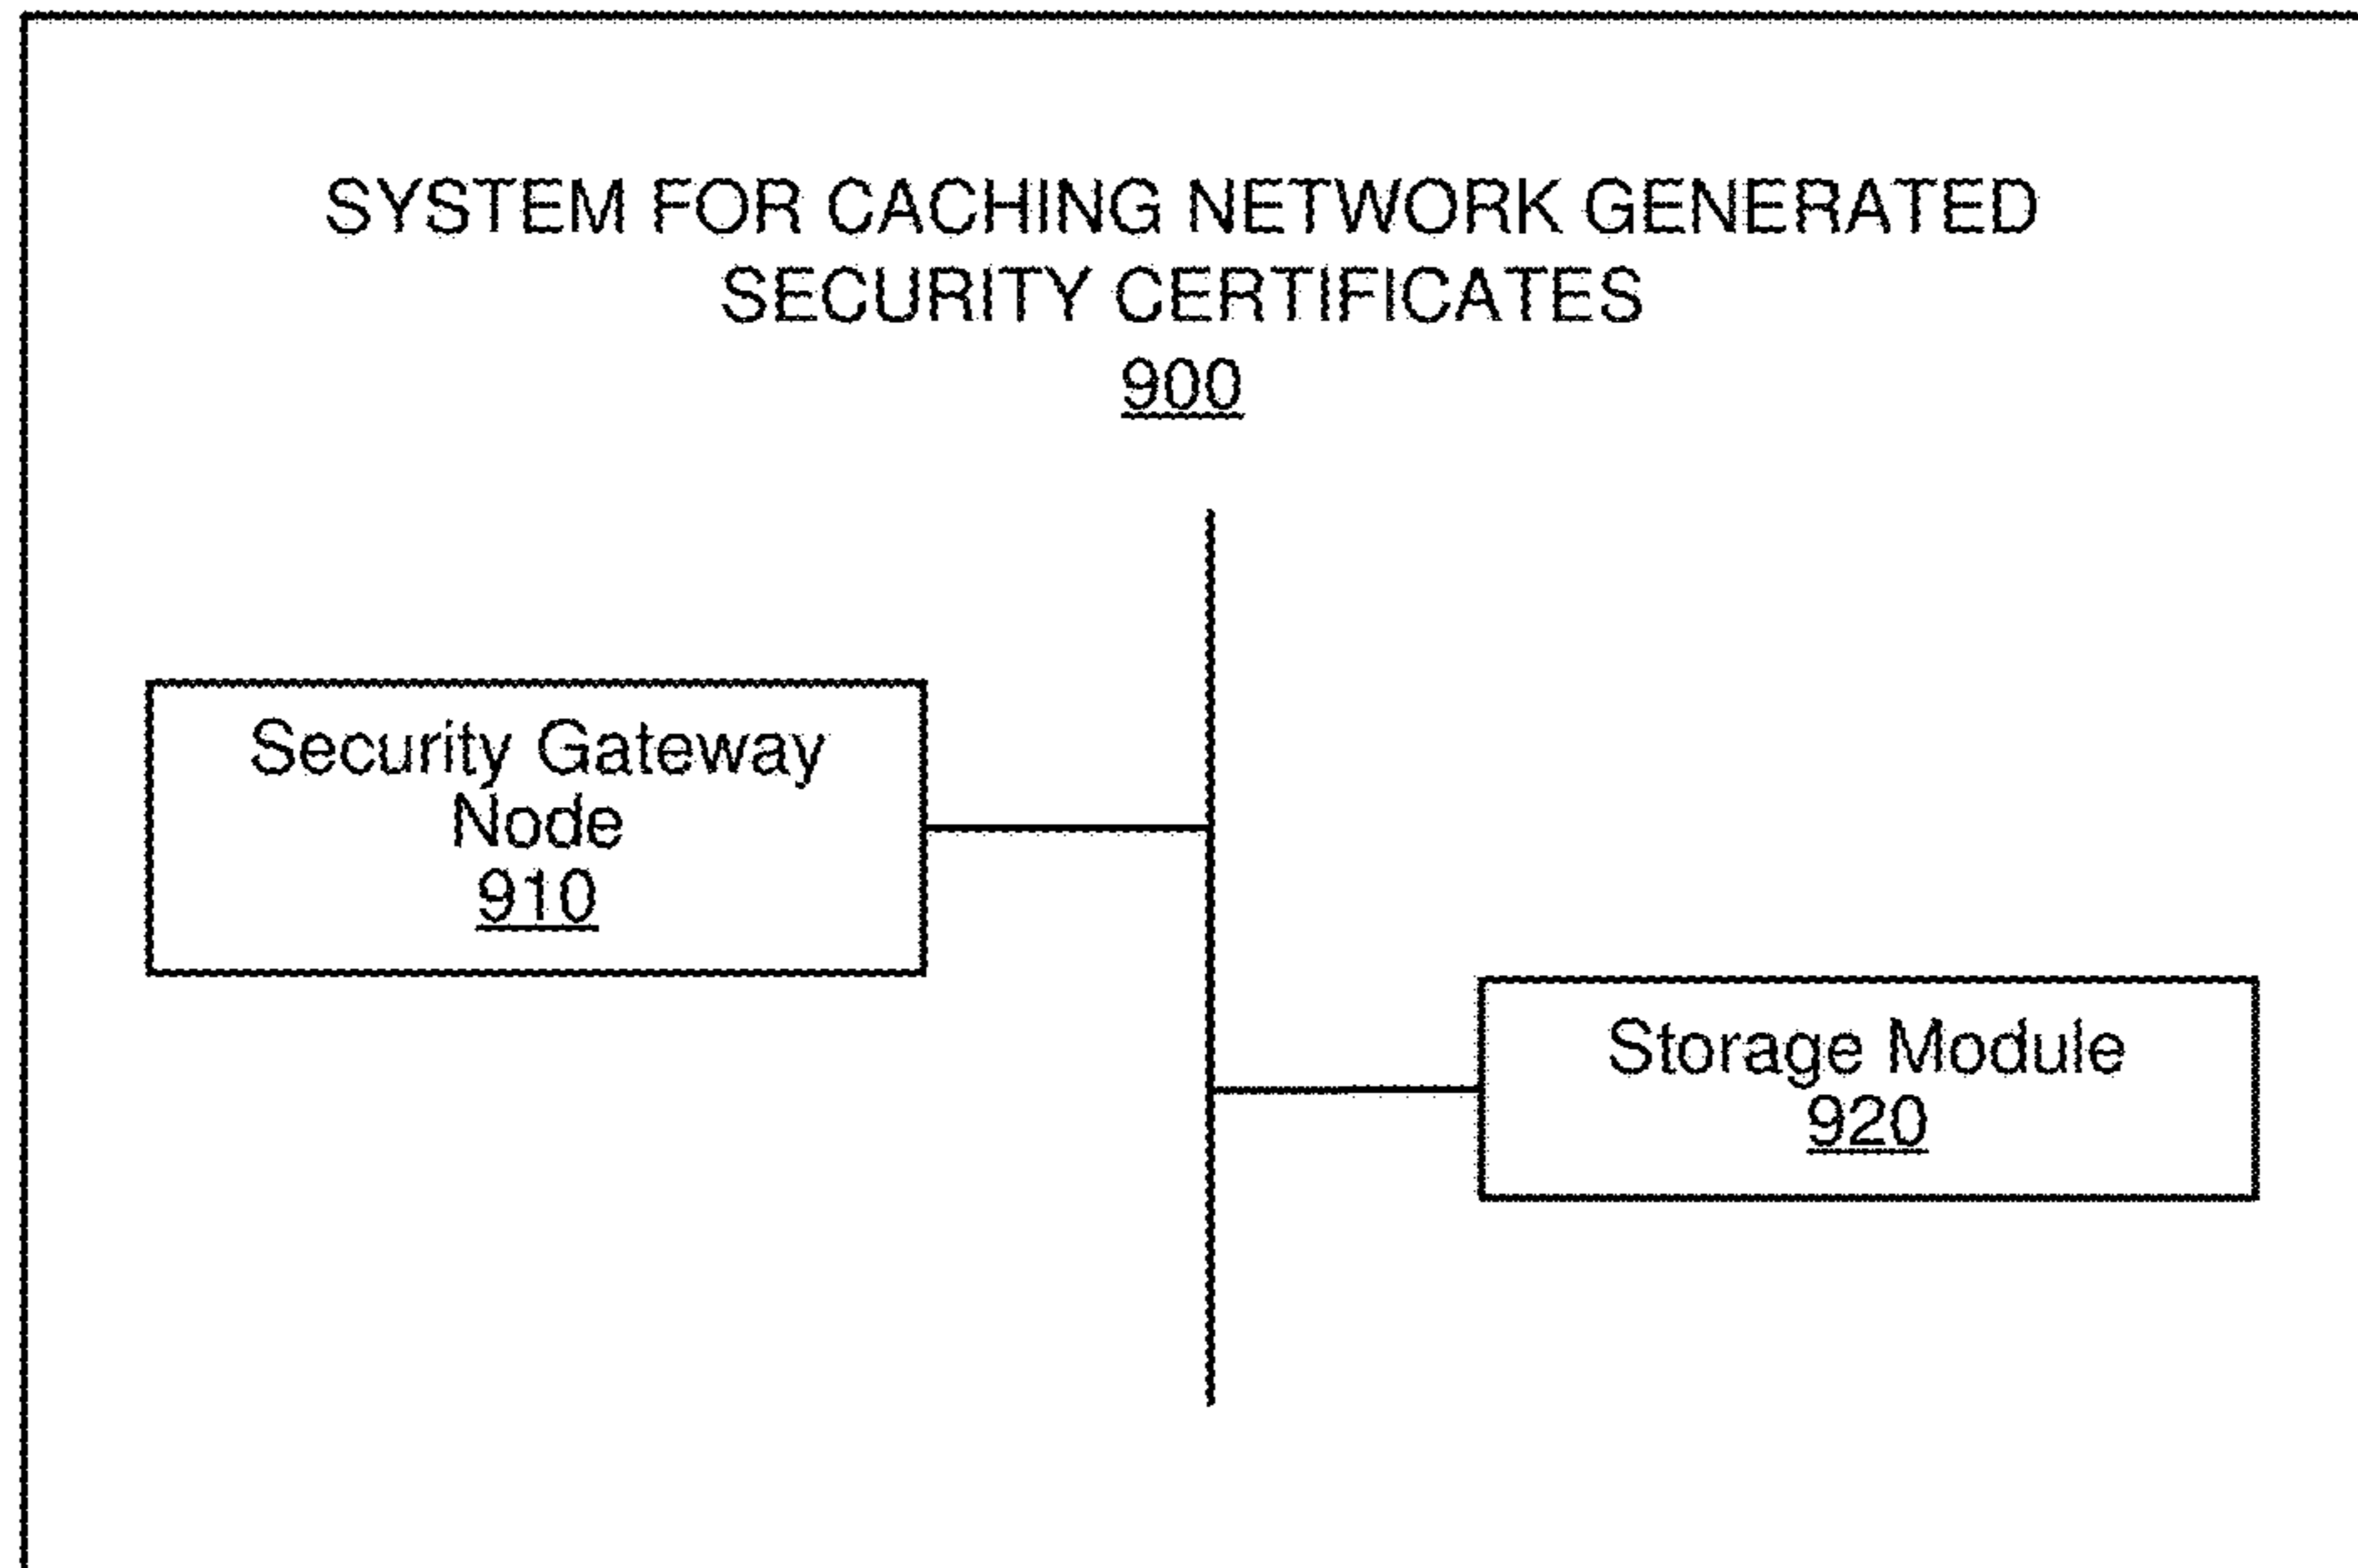 SYSTEM FOR CACHING NETWORK GENERATED
SECURITY CERTIFICATES
900
Security Gateway
Node
910
Storage Module
920